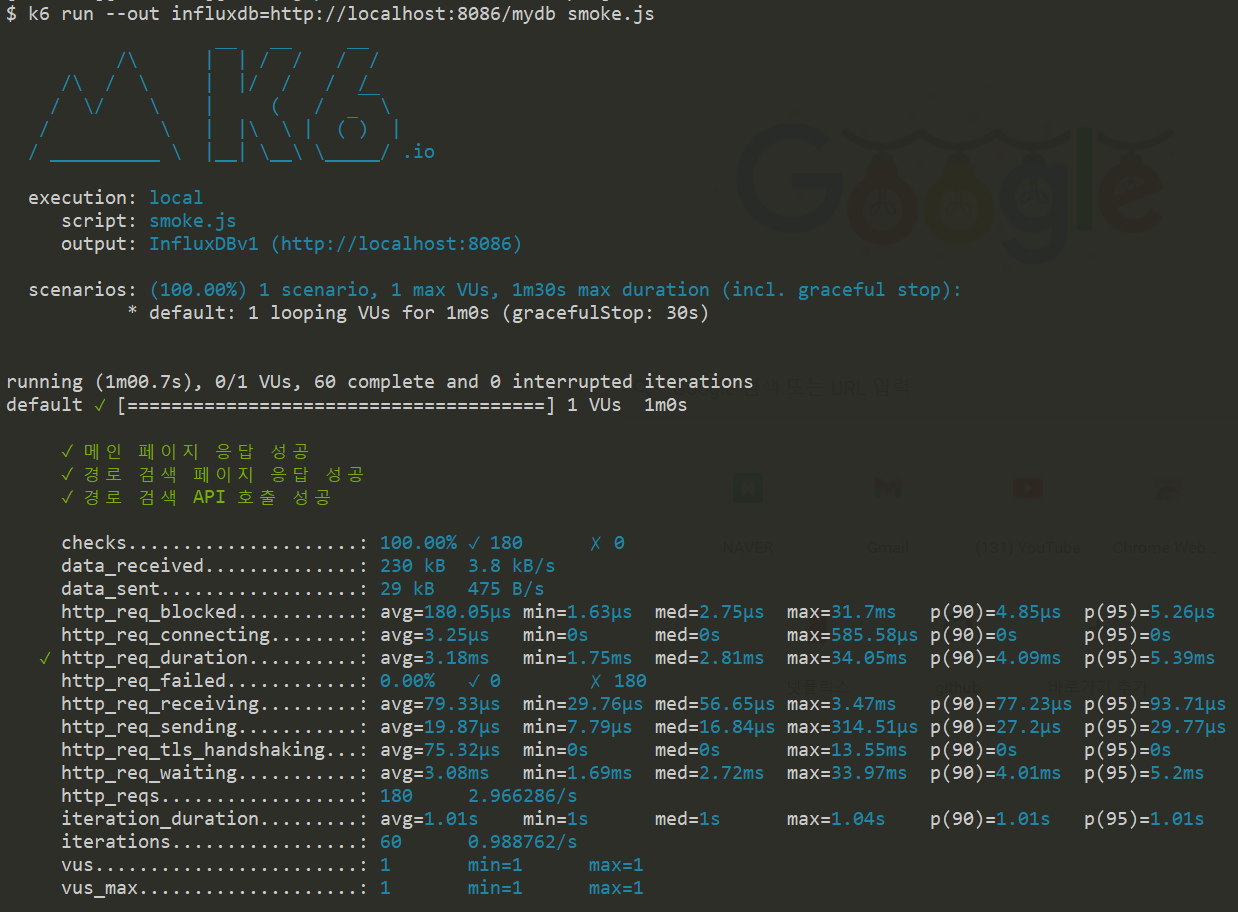 $ k6 run --out influxdb=http://localhost:8086/mydb smoke.js
.io
execution: local
script: smoke.js
output: InfluxDBv1 (http://localhost:8086)
scenarios: (100.00%) 1 scenario, 1 max VUs, 1m30s max duration (incl. graceful stop):
* default: 1 looping VUs for 1m0s (gracefulStop: 30s)
running (1m00.7s), 0/1 VUs, 60 complete and 0 interrupted iterations
default ✓ [======================================] 1 VUs  1m0s
✓ 메인 페이지 응답 성공
✓ 경로 검색 페이지 응답 성공
✓ 경로 검색 API 호출 성공
checks.....................: 100.00% ✓ 180      ✗ 0
data_received..............: 230 kB  3.8 kB/s
data_sent..................: 29 kB   475 B/s
http_req_blocked...........: avg=180.05µs min=1.63µs  med=2.75µs  max=31.7ms   p(90)=4.85µs  p(95)=5.26µs
http_req_connecting........: avg=3.25µs   min=0s      med=0s      max=585.58µs p(90)=0s      p(95)=0s
✓ http_req_duration..........: avg=3.18ms   min=1.75ms  med=2.81ms  max=34.05ms  p(90)=4.09ms  p(95)=5.39ms
http_req_failed............: 0.00%   ✓ 0        ✗ 180
http_req_receiving.........: avg=79.33µs  min=29.76µs med=56.65µs max=3.47ms   p(90)=77.23µs p(95)=93.71µs
http_req_sending...........: avg=19.87µs  min=7.79µs  med=16.84µs max=314.51µs p(90)=27.2µs  p(95)=29.77µs
http_req_tls_handshaking...: avg=75.32µs  min=0s      med=0s      max=13.55ms  p(90)=0s      p(95)=0s
http_req_waiting...........: avg=3.08ms   min=1.69ms  med=2.72ms  max=33.97ms  p(90)=4.01ms  p(95)=5.2ms
http_reqs..................: 180     2.966286/s
iteration_duration.........: avg=1.01s    min=1s      med=1s      max=1.04s    p(90)=1.01s   p(95)=1.01s
iterations.................: 60      0.988762/s
vus........................: 1       min=1      max=1
vus_max....................: 1       min=1      max=1
Google
NAVER
Gmail
YouTube
Chrome Web